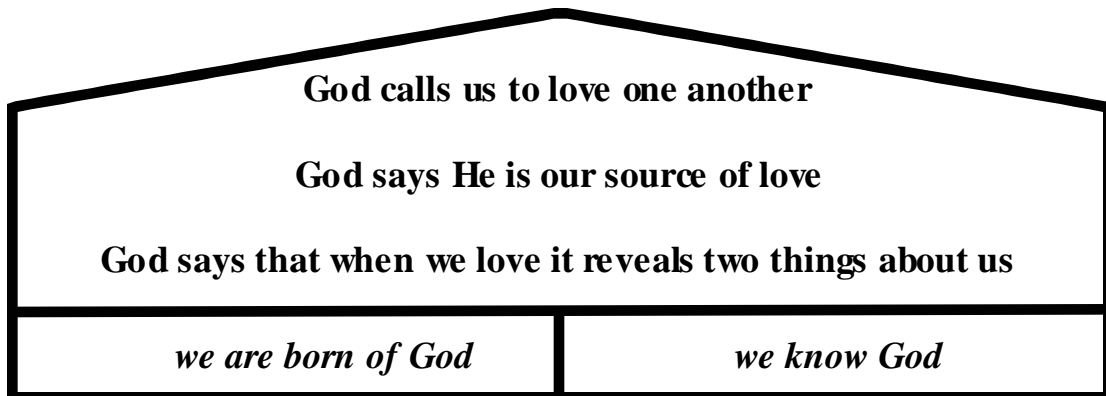 God calls us to love one another
God says He is our source of love
God says that when we love it reveals two things about us
we are born of God
we know God